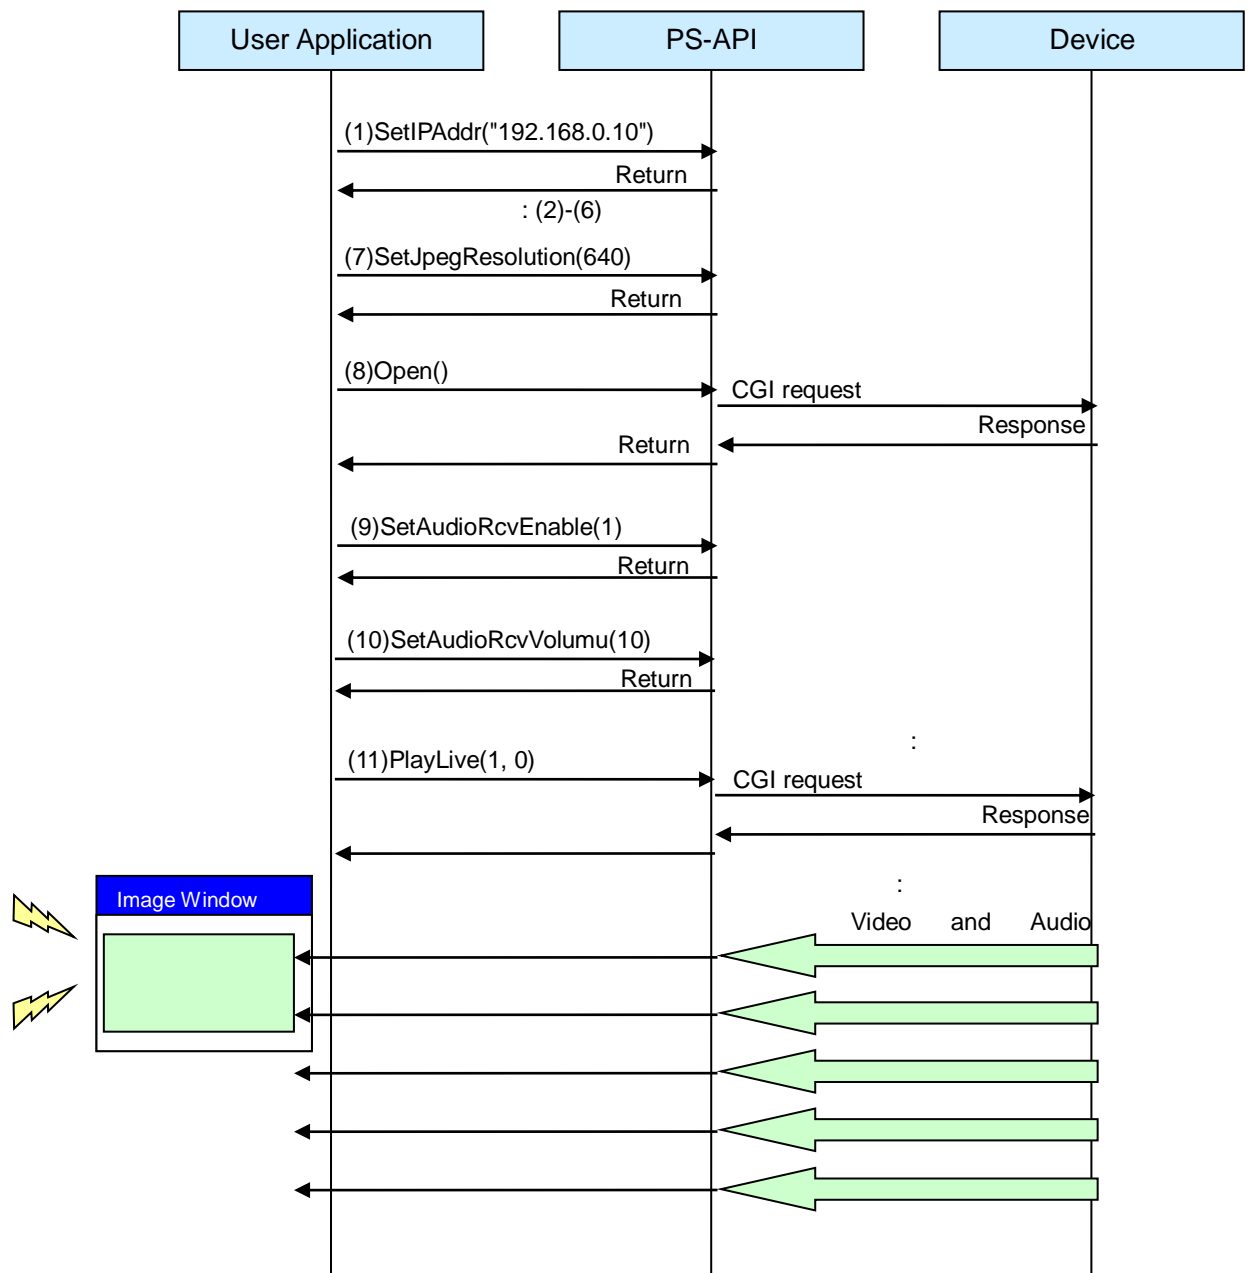 User Application
PS-API
Device
(1)SetIPAddr("192.168.0.10")
Return
: (2)-(6)
(7)SetJpegResolution(640)
Return
(8)Open()
CGI request
Response
Return
(9)SetAudioRcvEnable(1)
Return
(10)SetAudioRcvVolumu(10)
Return
:
(11)PlayLive(1, 0)
CGI request
Response
:
Image Window
Video and Audio